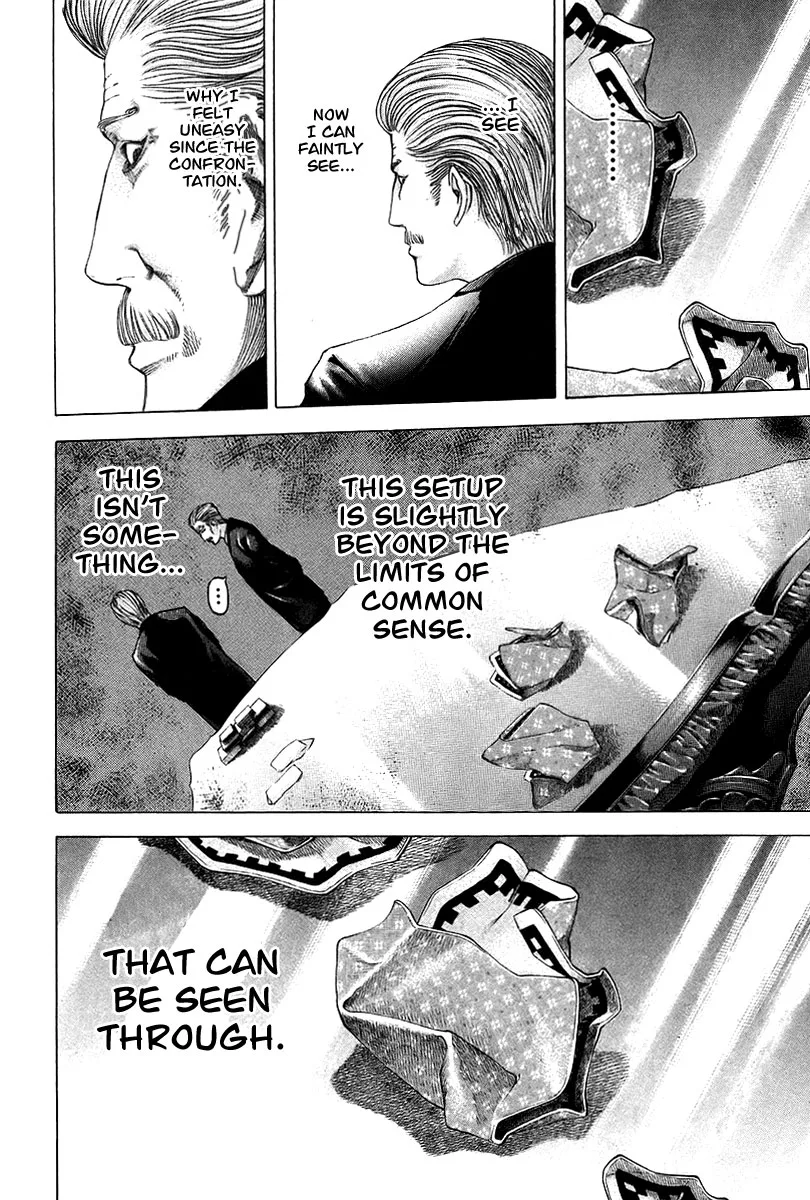 ..........
....I
SEE
NOW
I CAN
FAINTLY
SEE...
WHY I
FELT
UNEASY
SINCE THE
CONFRON-
TATION.
THIS SETUP
IS SLIGHTLY
BEYOND THE
LIMITS OF
COMMON
SENSE.
THIS
ISN'T
SOME-
THING...
...
THAT CAN
BE SEEN
THROUGH.